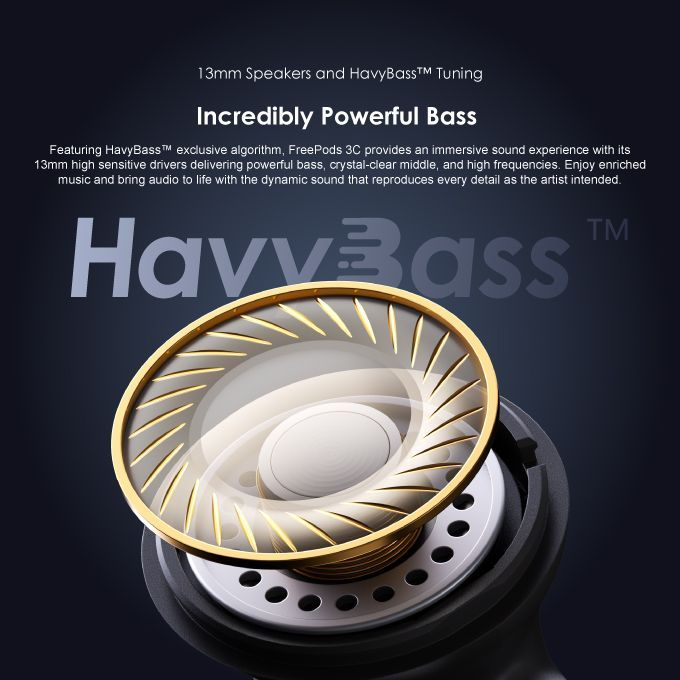 13mm Speakers and HavyBass™ Tuning
Incredibly Powerful Bass
Featuring HavyBass™ exclusive algorithm, FreePods 3C provides an immersive sound experience with its
13mm high sensitive drivers delivering powerful bass, crystal-clear middle, and high frequencies. Enjoy enriched
music and bring audio to life with the dynamic sound that reproduces every detail as the artist intended.
HavyBass™